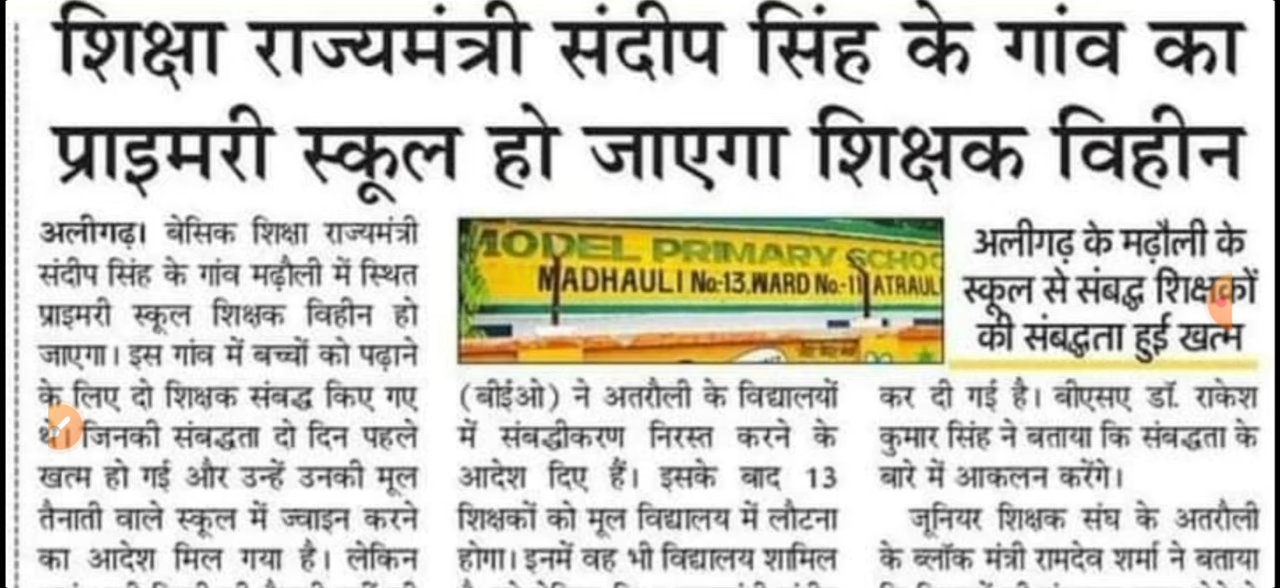 शिक्षा राज्यमंत्री संदीप सिंह के गांव का
प्राइमरी स्कूल हो जाएगा शिक्षक विहीन
अलीगढ़। बेसिक शिक्षा राज्यमंत्री
संदीप सिंह के गांव मढ़ौली में स्थित
प्राइमरी स्कूल शिक्षक विहीन हो
जाएगा। इस गांव में बच्चों को पढ़ाने
के लिए दो शिक्षक संबद्ध किए गए
थे। जिनकी संबद्धता दो दिन पहले
खत्म हो गई और उन्हें उनकी मूल
तैनाती वाले स्कूल में ज्वाइन करने
का आदेश मिल गया है। लेकिन
MODEL PRIMARY SCHOO
MADHAULI No-13,WARD No.-11 ATRAULI
अलीगढ़ के मढ़ौली के
स्कूल से संबद्ध शिक्षकों
की संबद्धता हुई खत्म
(बीईओ) ने अतरौली के विद्यालयों
में संबद्धीकरण निरस्त करने के
आदेश दिए हैं। इसके बाद 13
शिक्षकों को मूल विद्यालय में लौटना
होगा। इनमें वह भी विद्यालय शामिल
कर दी गई है। बीएसए डॉ. राकेश
कुमार सिंह ने बताया कि संबद्धता के
बारे में आकलन करेंगे।
जूनियर शिक्षक संघ के अतरौली
के ब्लॉक मंत्री रामदेव शर्मा ने बताया